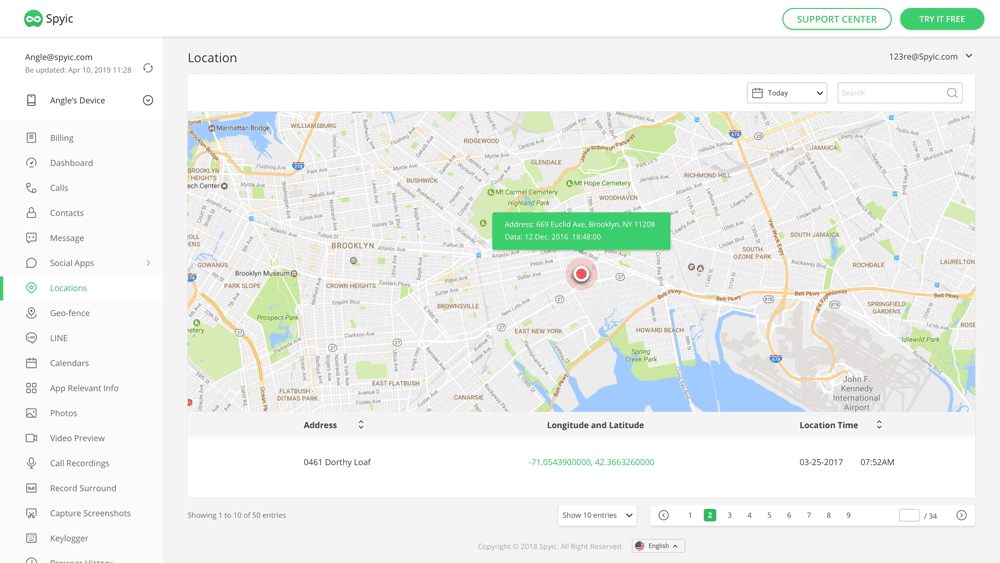 Spyic
SUPPORT CENTER
TRY IT FREE
Angle@spyic.com
Be updated: Apr 10, 2019 11:28
Angle's Device
Billing
Dashboard
Calls
Contacts
Message
Social Apps
Locations
Geo-fence
LINE
Calendars
App Relevant Info
Photos
Video Preview
Call Recordings
Record Surround
Capture Screenshots
Keylogger
Browser History
Location
123re@Spyic.com
Today
Search
Manhattan Bridge
WILLIAMSBURG
RIDGEWOOD
GLENDALE
JAMAICA
BROOKLYN
HEIGHTS
BUSHWICK
Mt Hope Cemetery
Mt Carmel Cemetery
Highland Park
WOODHAVEN
RICHMOND HILL
Address: 669 Euclid Ave, Brooklyn, NY 11208
Data: 12 Dec. 2016 18:48:00
BROOKLYN
SOUTH JAMAICA
SOUTH
OZONE PARK
GOWANUS
Brooklyn Museum
PARK SLOPE
CROWN HEIGHTS
ROCHDALE
LAURELTON
BROWNSVILLE
Prospect Park
EAST NEW YORK
HOWARD BEACH
SPRINGFIELD
GARDENS
Idlewild Park
Spring
Creek Park
FLATBUSH -
DITMAS PARK
EAST FLATBUSH
CANARSIE
John F.
Kennedy
International
Airport
Address
Longitude and Latitude
Location Time
0461 Dorthy Loaf
-71.0543900000, 42.3663260000
03-25-2017 07:52AM
Showing 1 to 10 of 50 entries
Show 10 entries
1 2 3 4 5 6 7 8 9
/ 34
Copyright © 2018 Spyic. All Right Reserved.
English